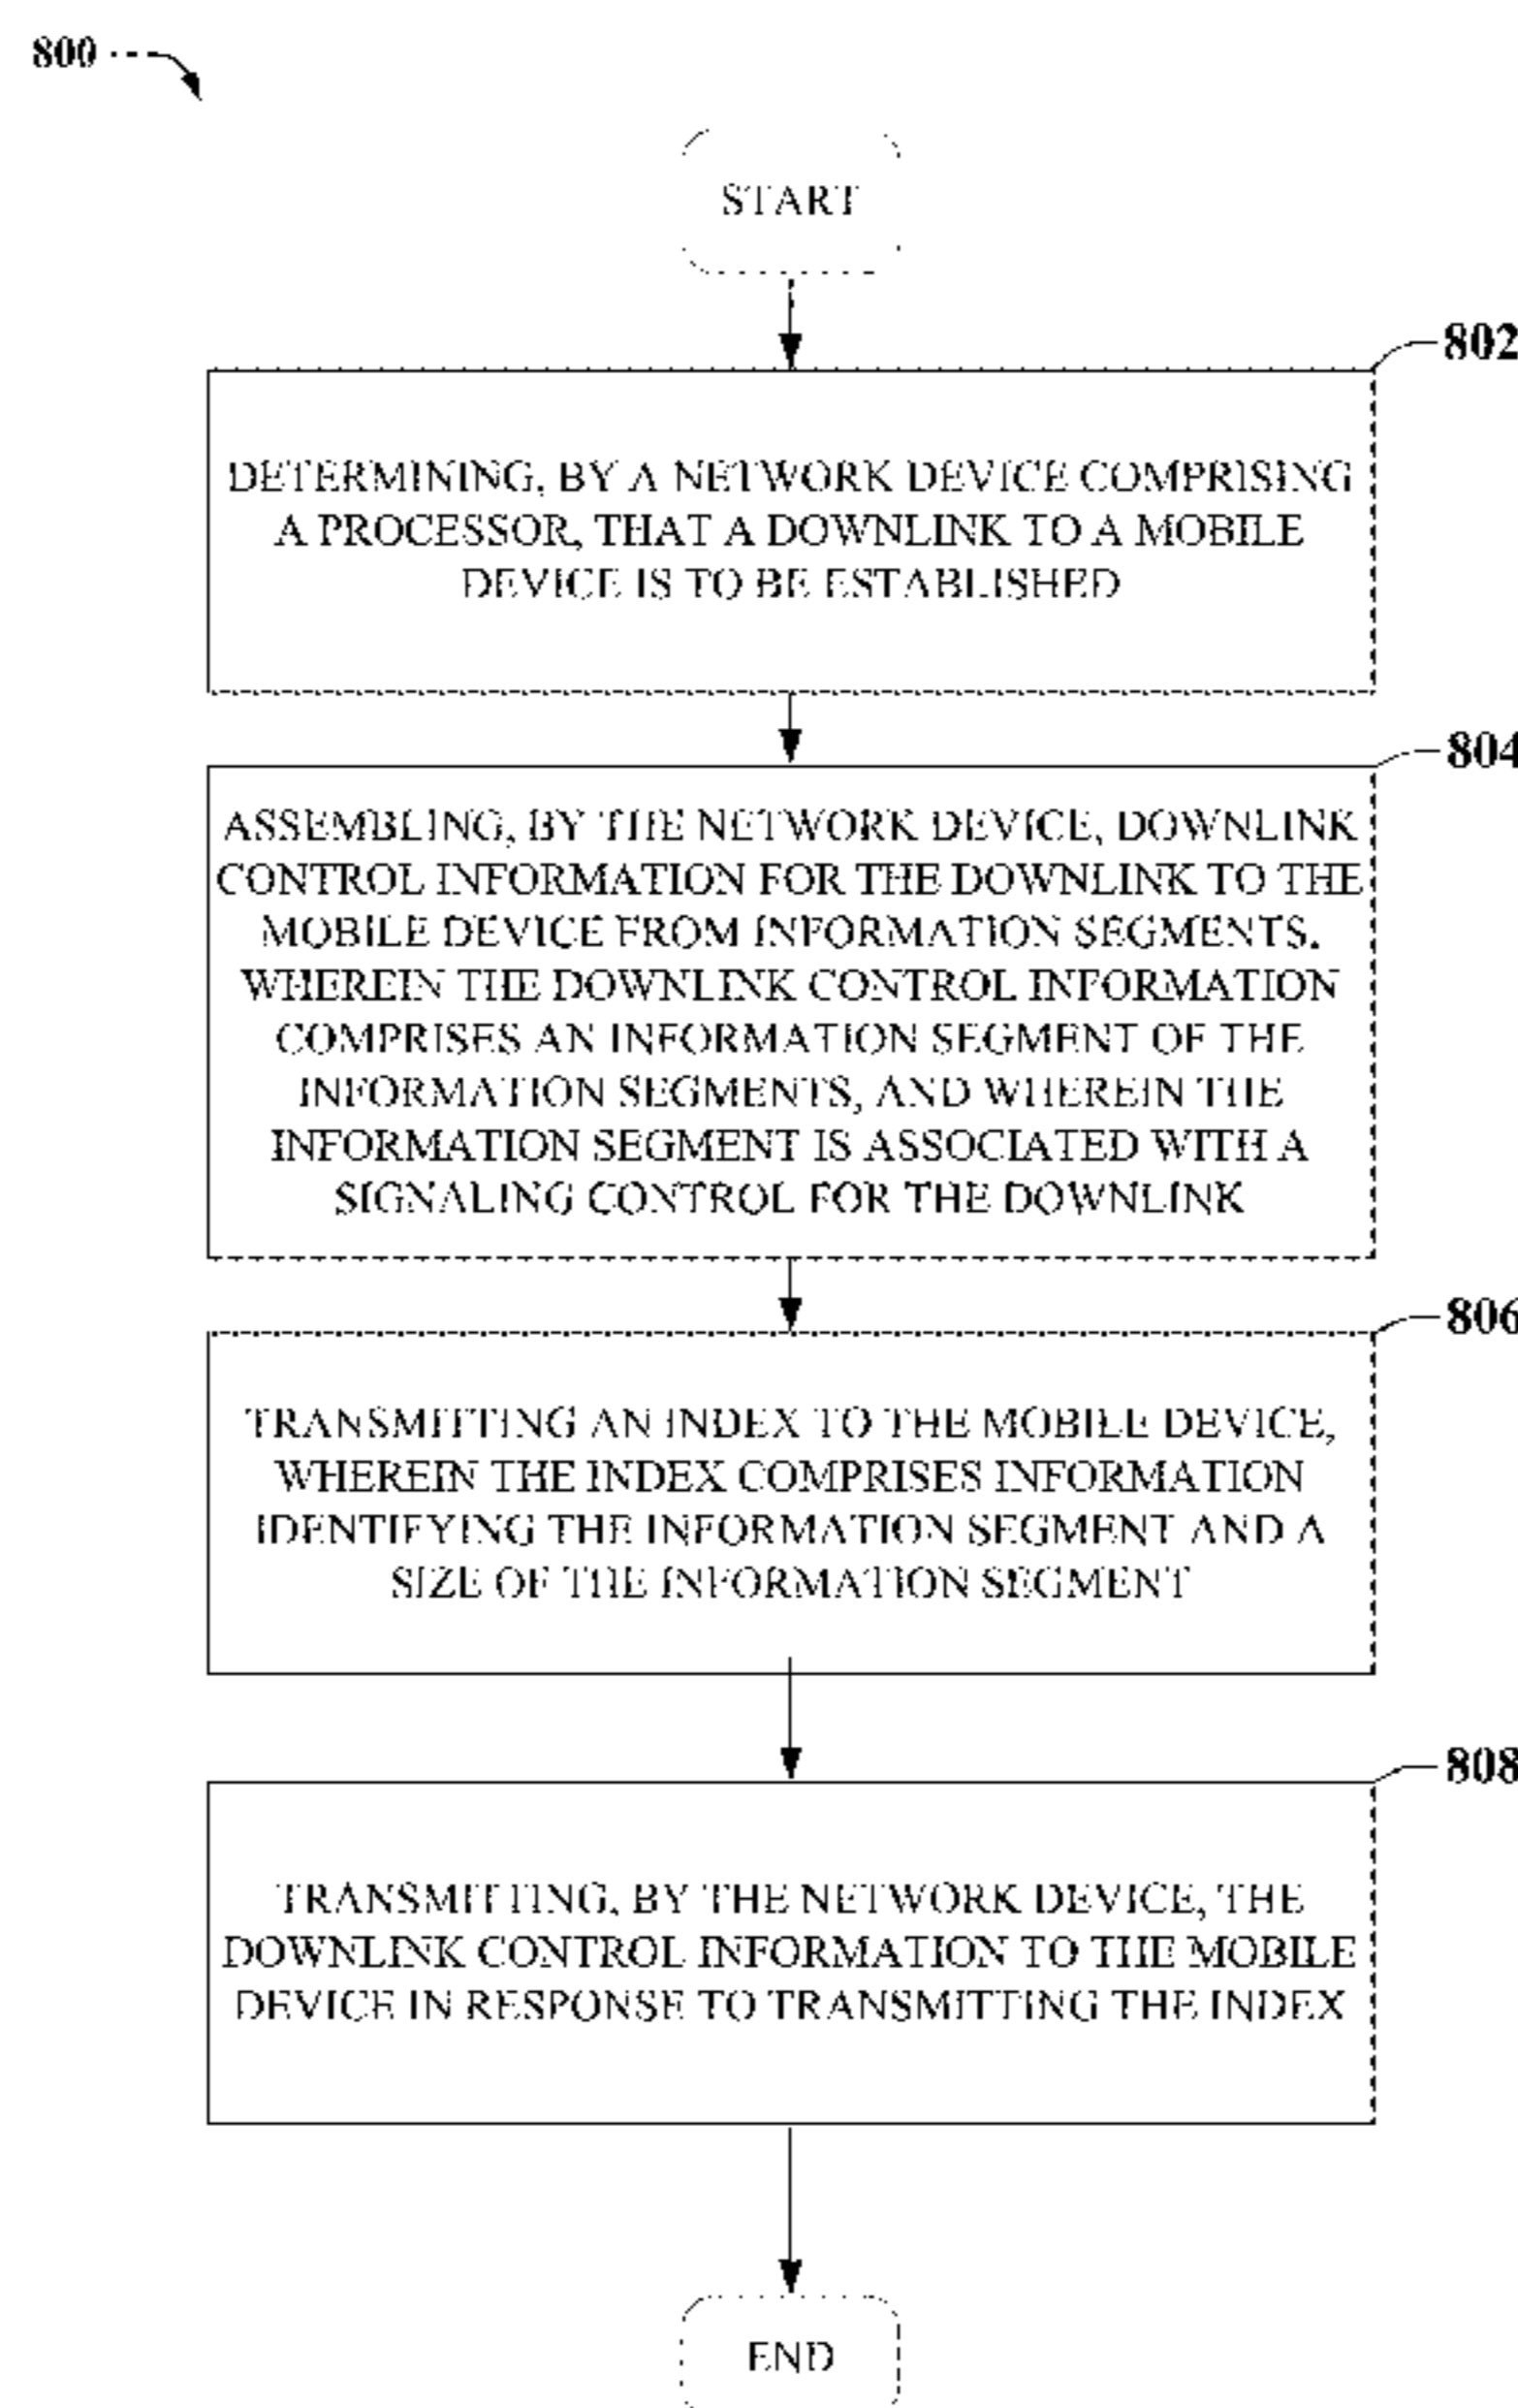 800
START
802
DETERMINING, BY A NETWORK DEVICE COMPRISING
A PROCESSOR, THAT A DOWNLINK TO A MOBILE
DEVICE IS TO BE ESTABLISHED
804
ASSEMBLING, BY THE NETWORK DEVICE, DOWNLINK
CONTROL INFORMATION FOR THE DOWNLINK TO THE
MOBILE DEVICE FROM INFORMATION SEGMENTS,
WHEREIN THE DOWNLINK CONTROL INFORMATION
COMPRISES AN INFORMATION SEGMENT OF THE
INFORMATION SEGMENTS, AND WHEREIN THE
INFORMATION SEGMENT IS ASSOCIATED WITH A
SIGNALING CONTROL FOR THE DOWNLINK
806
TRANSMITTING AN INDEX TO THE MOBILE DEVICE,
WHEREIN THE INDEX COMPRISES INFORMATION
IDENTIFYING THE INFORMATION SEGMENT AND A
SIZE OF THE INFORMATION SEGMENT
808
TRANSMITTING, BY THE NETWORK DEVICE, THE
DOWNLINK CONTROL INFORMATION TO THE MOBILE
DEVICE IN RESPONSE TO TRANSMITTING THE INDEX
END